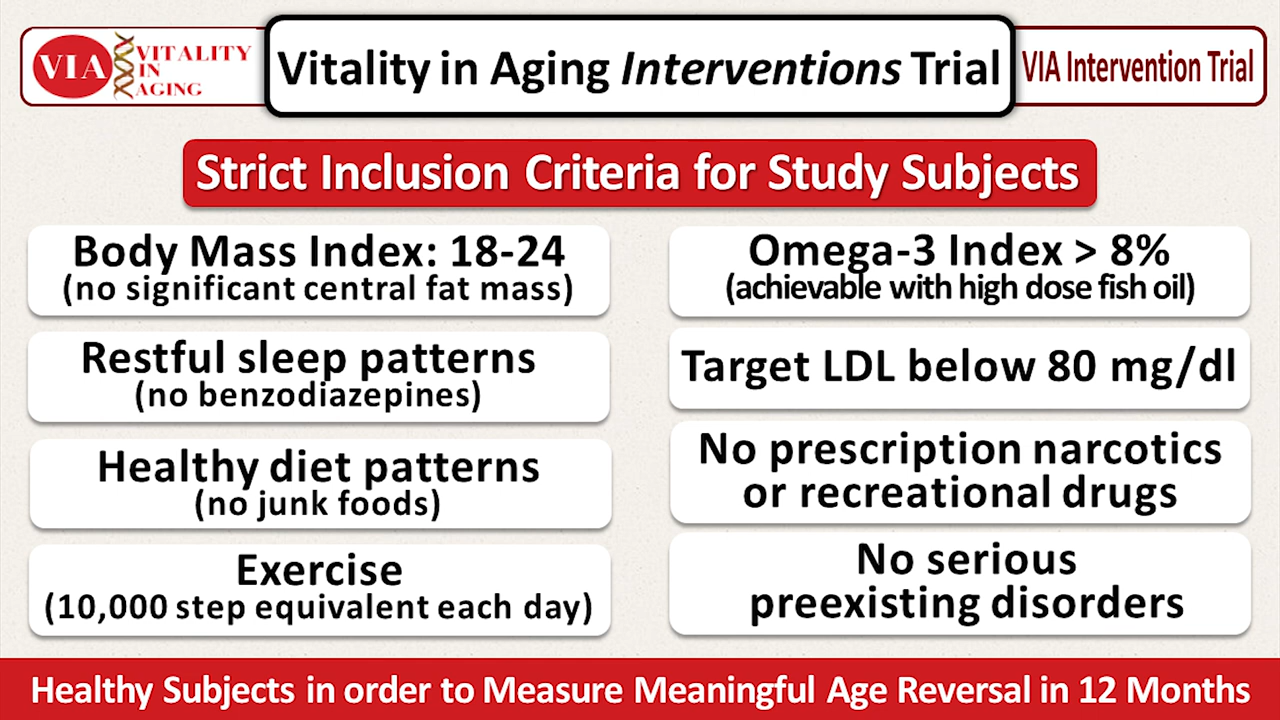 VIA
VITALITY
IN
AGING
Vitality in Aging Interventions Trial
VIA Intervention Trial
Strict Inclusion Criteria for Study Subjects
Body Mass Index: 18-24
(no significant central fat mass)
Restful sleep patterns
(no benzodiazepines)
Healthy diet patterns
(no junk foods)
Exercise
(10,000 step equivalent each day)
Omega-3 Index > 8%
(achievable with high dose fish oil)
Target LDL below 80 mg/dl
No prescription narcotics
or recreational drugs
No serious
preexisting disorders
Healthy Subjects in order to Measure Meaningful Age Reversal in 12 Months